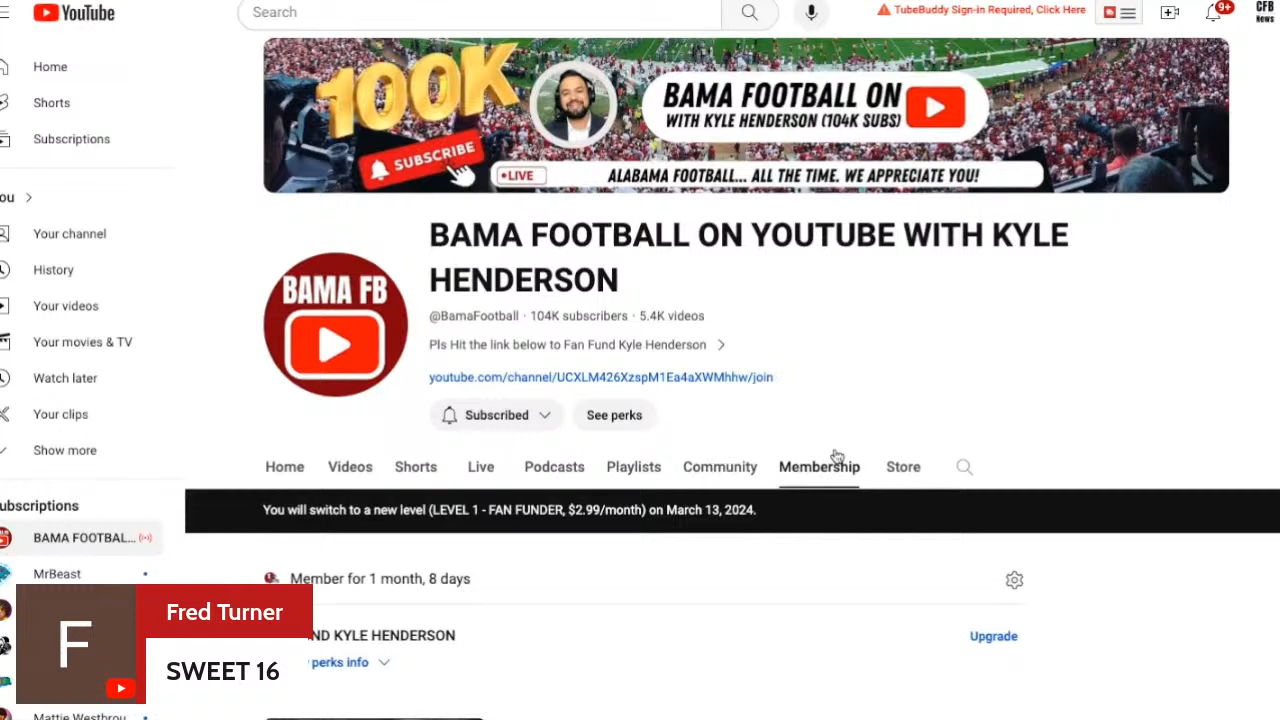 YouTube
Search
TubeBuddy Sign-in Required, Click Here
9+
CFB
News
Home
Shorts
Subscriptions
ou
Your channel
History
Your videos
Your movies & TV
Watch later
Your clips
Show more
ubscriptions
BAMA FOOTBAL...
MrBeast
Mattie Westbrou
100K
SUBSCRIBE
BAMA FOOTBALL ON
WITH KYLE HENDERSON (104K SUBS)
•LIVE
ALABAMA FOOTBALL... ALL THE TIME. WE APPRECIATE YOU!
BAMA FB
BAMA FOOTBALL ON YOUTUBE WITH KYLE
HENDERSON
@BamaFootball · 104K subscribers · 5.4K videos
Pls Hit the link below to Fan Fund Kyle Henderson
youtube.com/channel/UCXLM426XzspM1Ea4aXWMhhw/join
Subscribed
See perks
Home Videos Shorts Live Podcasts Playlists Community Membership Store
You will switch to a new level (LEVEL 1 - FAN FUNDER, $2.99/month) on March 13, 2024.
Member for 1 month, 8 days
ND KYLE HENDERSON
Upgrade
perks info
F
Fred Turner
SWEET 16